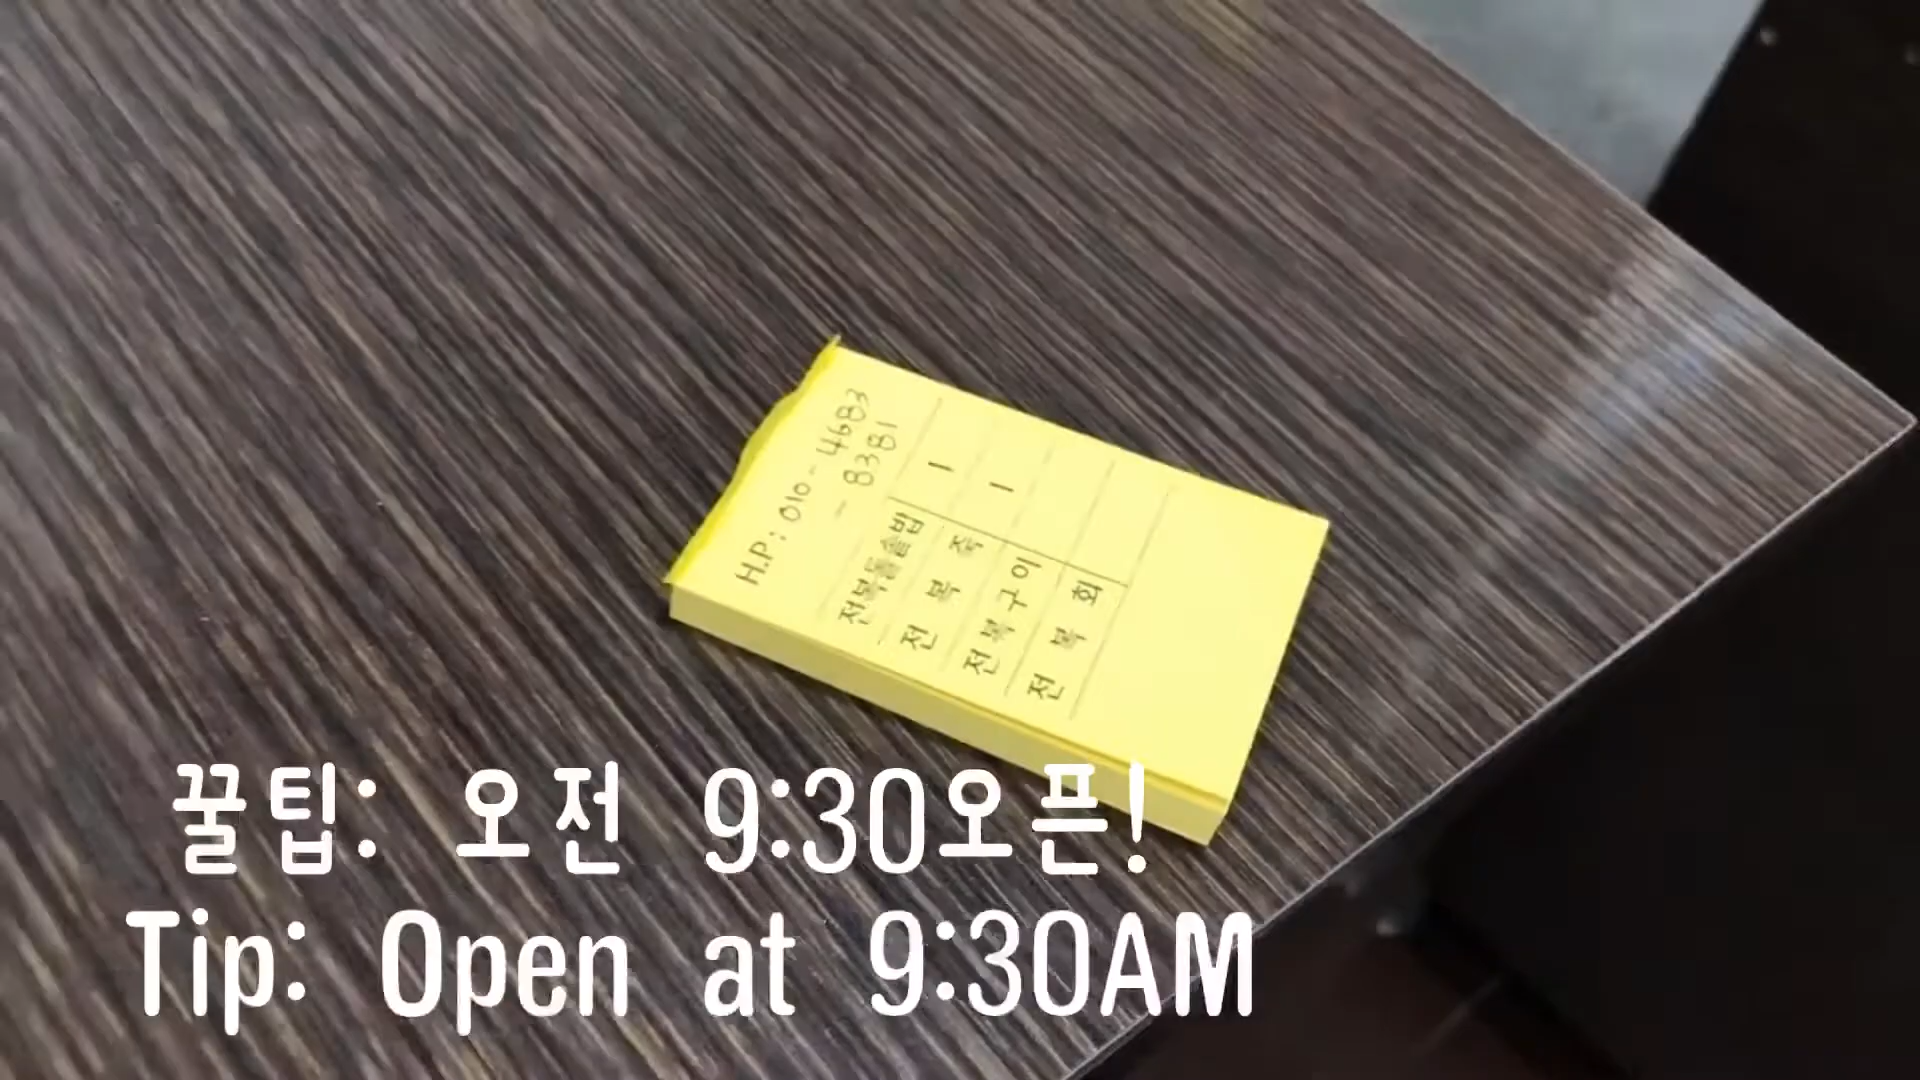 H.P: 010-4683
- 8381
전복돌솥밥 1
전 복 죽 1
전복구이
전 복 회
꿀팁: 오전 9:30오픈!
Tip: Open at 9:30AM